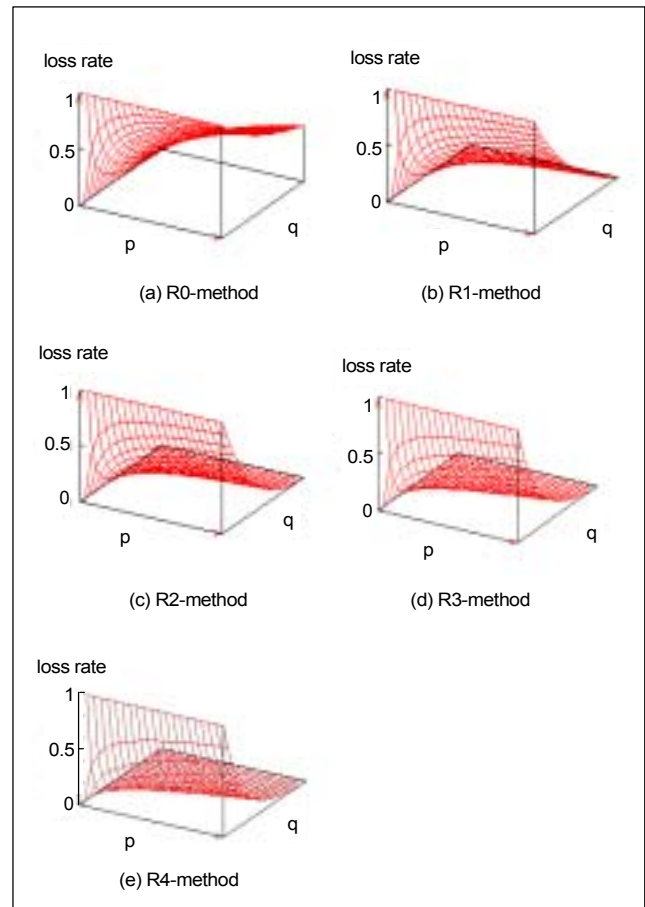 loss rate
1
0.5
0
p
q
(a) R0-method
loss rate
1
0.5
0
p
q
(b) R1-method
loss rate
1
0.5
0
p
q
(c) R2-method
loss rate
1
0.5
0
p
q
(d) R3-method
loss rate
1
0.5
0
p
q
(e) R4-method